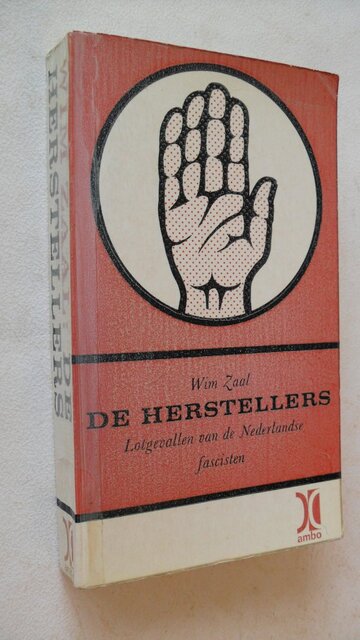 Wim Zaal
DE HERSTELLERS
Lotgevallen van de Nederlandse
fascisten
ambo
WIM ZAAL DE
HERSTELLERS